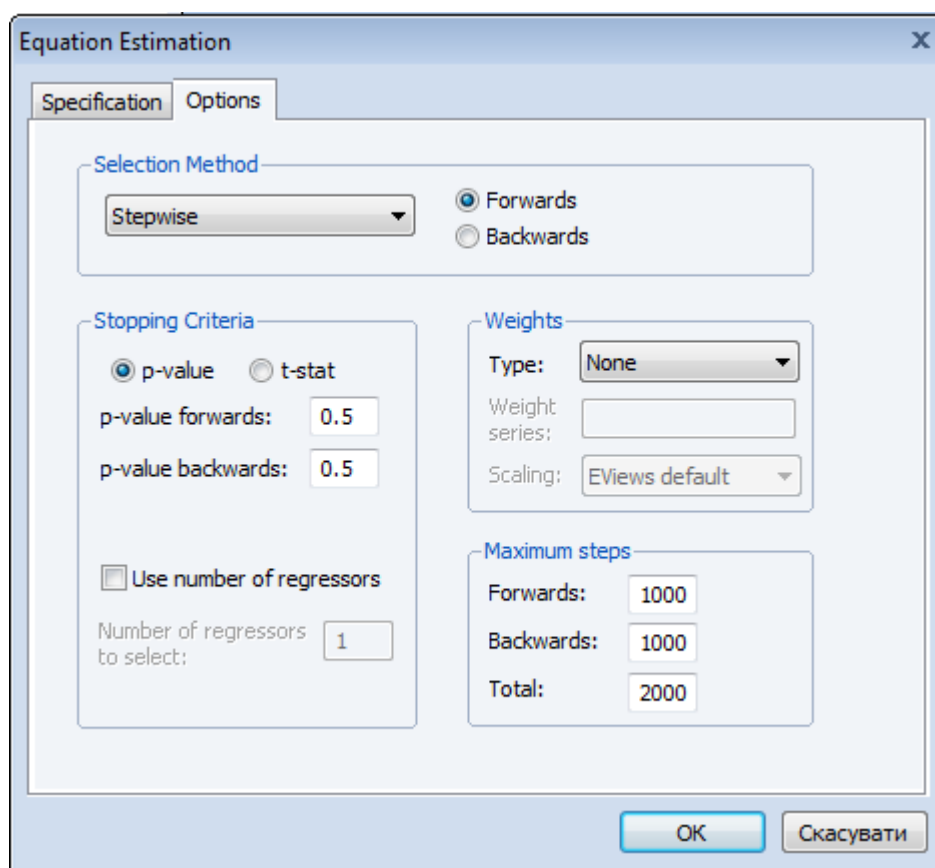 Equation Estimation
Specification Options
Selection Method
Stepwise
Forwards
Backwards
Stopping Criteria
p-value t-stat
p-value forwards: 0.5
p-value backwards: 0.5
Use number of regressors
Number of regressors
to select: 1
Weights
Type: None
Weight
series:
Scaling: EViews default
Maximum steps
Forwards: 1000
Backwards: 1000
Total: 2000
OK Скасувати